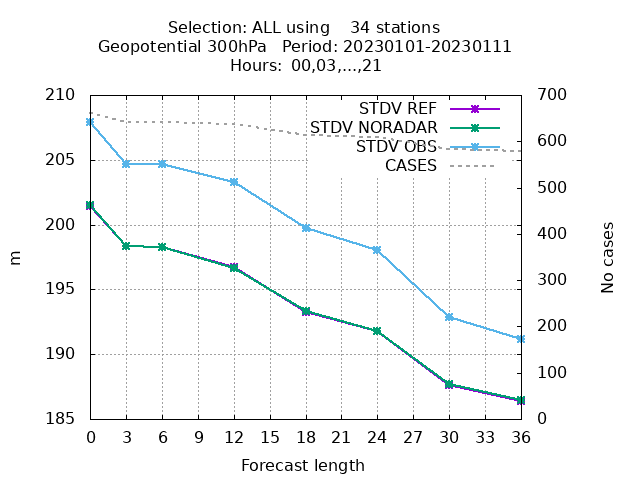 Selection: ALL using    34 stations
Geopotential 300hPa   Period: 20230101-20230111
Hours:  00,03,...,21
210
205
200
195
190
185
m
700
600
500
400
300
200
100
0
No cases
STDV REF
STDV NORADAR
STDV OBS
CASES
0 3 6 9 12 15 18 21 24 27 30 33 36
Forecast length